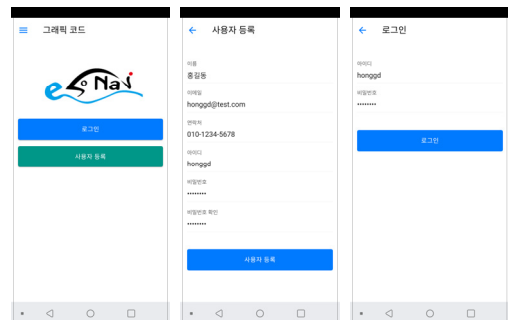 그래픽 코드
e Navi
로그인
사용자 등록
사용자 등록
이름
홍길동
이메일
honggd@test.com
연락처
010-1234-5678
아이디
honggd
비밀번호
········
비밀번호 확인
········
사용자 등록
로그인
아이디
honggd
비밀번호
········
로그인